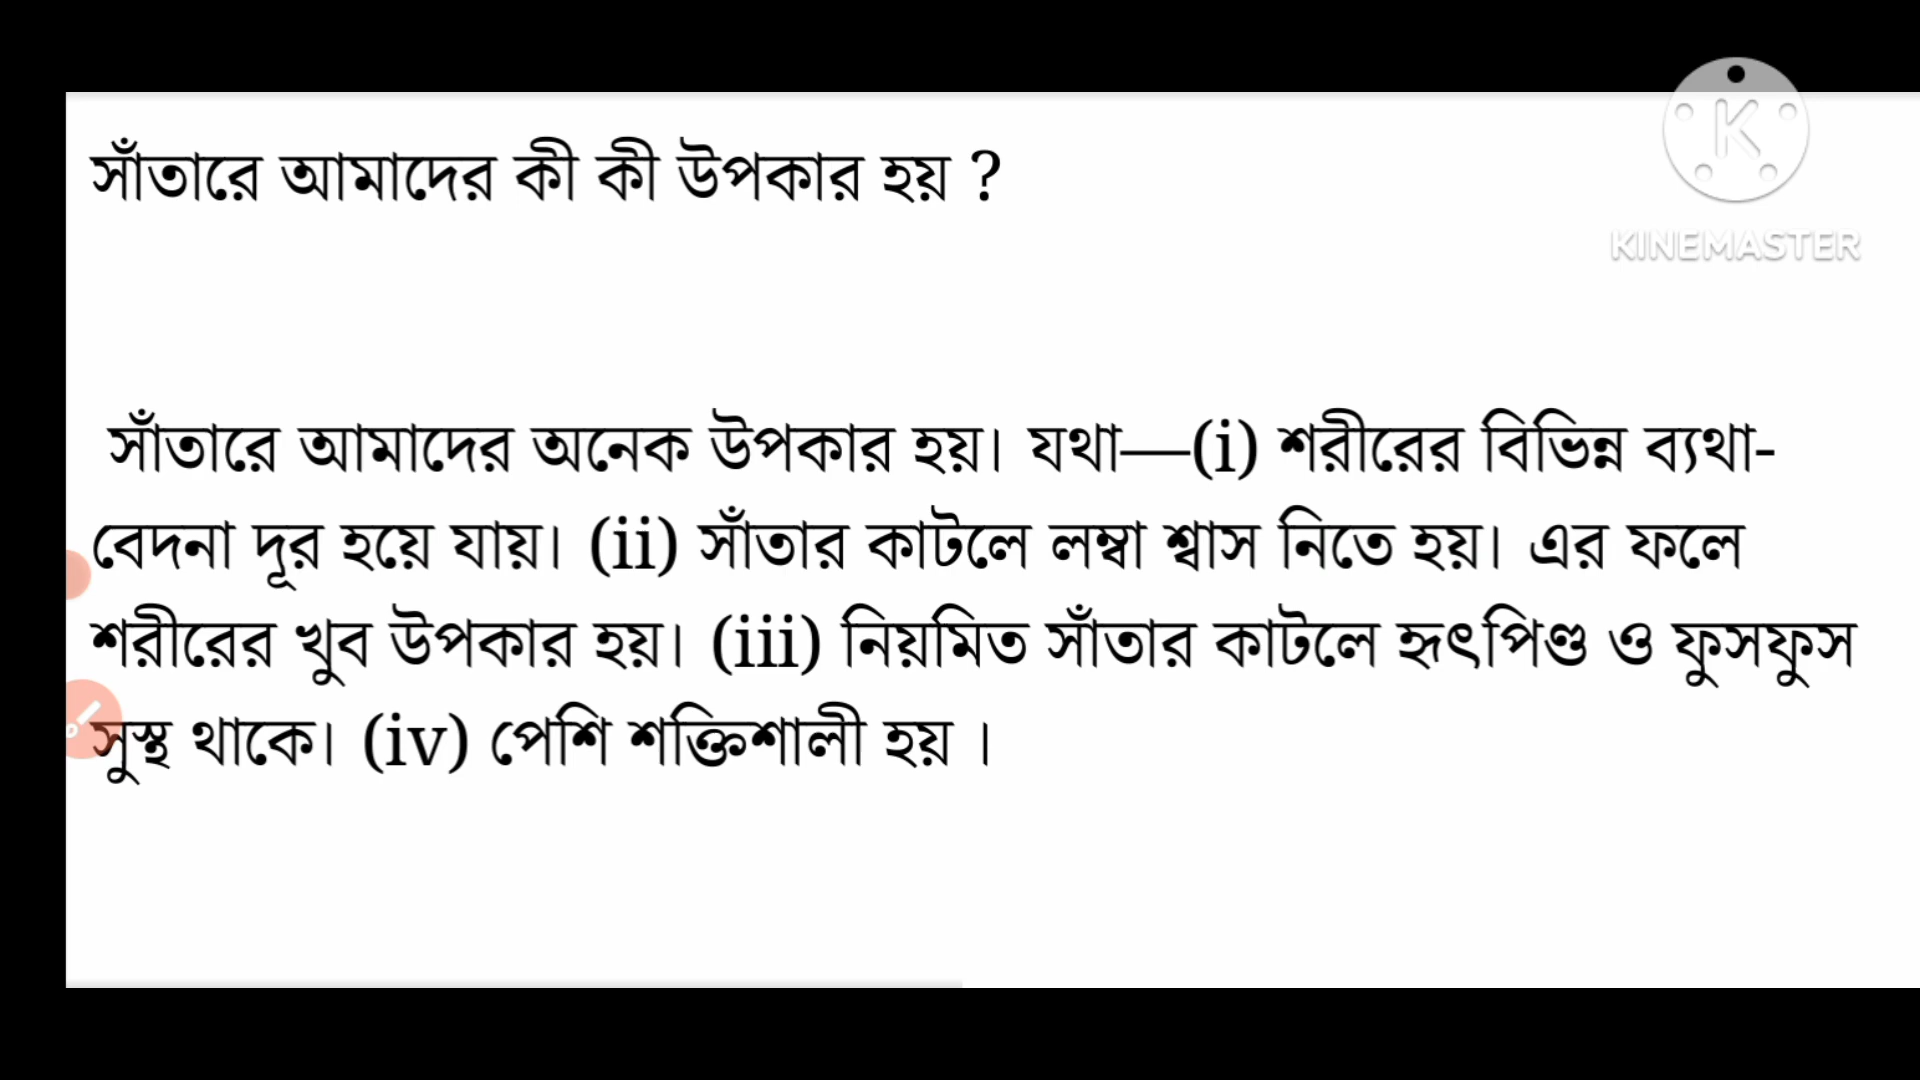 সাঁতারে আমাদের কী কী উপকার হয় ?
K
KINEMASTER
সাঁতারে আমাদের অনেক উপকার হয়। যথা—(i) শরীরের বিভিন্ন ব্যথা-
বেদনা দূর হয়ে যায়। (ii) সাঁতার কাটলে লম্বা শ্বাস নিতে হয়। এর ফলে
শরীরের খুব উপকার হয়। (iii) নিয়মিত সাঁতার কাটলে হৃৎপিণ্ড ও ফুসফুস
সুস্থ থাকে। (iv) পেশি শক্তিশালী হয় ।